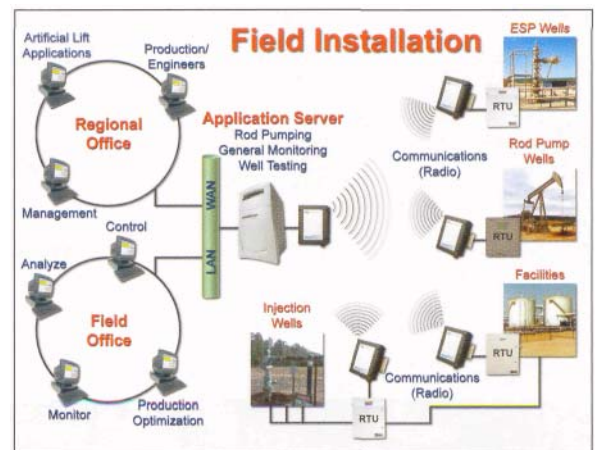 Field Installation
Artificial Lift
Applications
Production/
Engineers
Regional
Office
Management
Control
Analyze
Field
Office
Monitor
Production
Optimization
WAN
LAN
Application Server
Rod Pumping
General Monitoring
Well Testing
ESP Wells
RTU
Communications
(Radio)
Rod Pump
Wells
RTU
Facilities
RTU
Injection
Wells
Communications
(Radio)
RTU